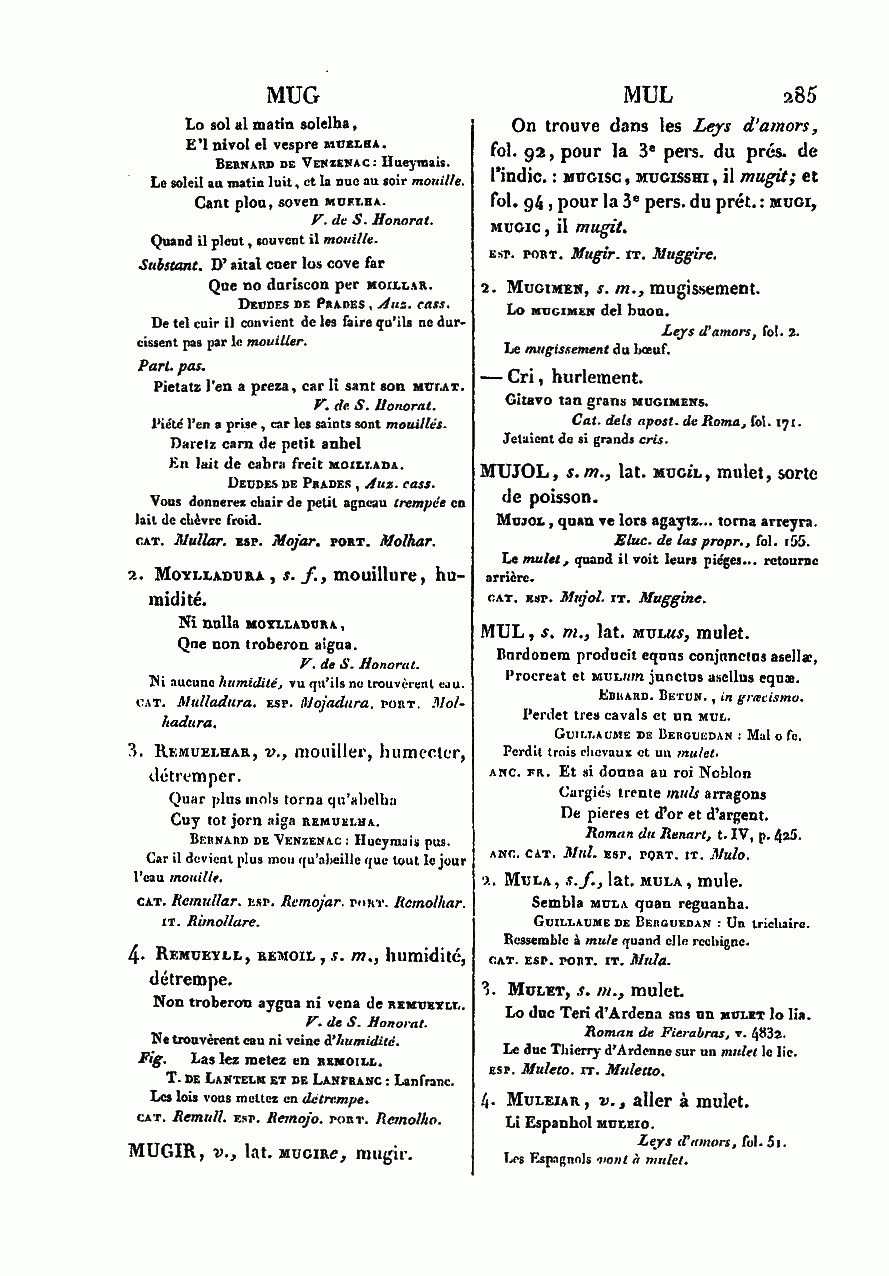 MUG
MUL 285
Lo sol al matin solelha,
E'l nivol el vespre MUELHA.
BERNARD DE VENZENAC : Hueymais.
Le soleil au matin luit, et la nue au soir mouille.
Cant plou, soven MUELHA.
V. de S. Honorat.
Quand il pleut, souvent il mouille.
Substant. D'aital cuer los cove far
Que no duriscon per MOILLAR.
DEUDES DE PRADES, Auz. cass.
De tel cuir il convient de les faire qu'ils ne dur-
cissent pas par le mouiller.
Part. pas.
Pietatz l'en a preza, car li sant son MULAT.
V. de S. Honorat.
Piété l'en a prise, car les saints sont mouillés.
Daretz carn de petit anhel
En lait de cabra freit MOILLADA.
DEUDES DE PRADES, Auz. cass.
Vous donnerez chair de petit agneau trempée en
lait de chèvre froid.
CAT. Mullar. ESP. Mojar. PORT. Molhar.
2. MOYLLADURA, s. f., mouillure, hu-
midité.
Ni nulla MOYLLADURA,
Que non troberon aigua.
V. de S. Honorat.
Ni aucune humidité, vu qu'ils ne trouvèrent eau.
CAT. Mulladura. ESP. Mojadura. PORT. Mol-
hadura.
3. REMUELHAR, v., mouiller, humecter,
détremper.
Quar plus mols torna qu'abelha
Cuy tot jorn aiga REMUELHA.
BERNARD DE VENZENAC : Hueymais pus.
Car il devient plus mou qu'abeille que tout le jour
l'eau mouille.
CAT. Remullar. ESP. Remojar. PORT. Remolhar.
IT. Rimollare.
4. REMUEYLL, REMOIL, s. m., humidité,
détrempe.
Non troberon aygua ni vena de REMUEYLL.
V. de S. Honorat.
Ne trouvèrent eau ni veine d'humidité.
Fig. Las lez metez en REMOILL.
T. DE LANTELM ET DE LANFRANC : Lanfranc.
Les lois vous mettez en détrempe.
CAT. Remull. ESP. Remojo. PORT. Remolho.
MUGIR, v., lat. MUGIRe, mugir.
On trouve dans les Leys d'amors,
fol. 92, pour la 3e pers. du prés. de
l'indic. : MUGISC, MUGISSHI, il mugit; et
fol. 94, pour la 3e pers. du prét. : MUGI,
MUGIC, il mugit.
ESP. PORT. Mugir. IT. Muggire.
2. MUGIMEN, s. m., mugissement.
Lo MUGIMEN del buou.
Leys d'amors, fol. 2.
Le mugissement du bœuf.
— Cri, hurlement.
Gitavo tan grans MUGIMENS.
Cat. dels apost. de Roma, fol. 171.
Jetaient de si grands cris.
MUJOL, s. m., lat. MUGIL, mulet, sorte
de poisson.
MUJOL, quan ve lors agaytz... torna arreyra.
Eluc. de las propr., fol. 155.
Le mulet, quand il voit leurs piéges... retourne
arrière.
CAT. ESP. Mujol. IT. Muggine.
MUL, s. m., lat. MULus, mulet.
Burdonem producit equus conjunctus asellæ,
Procreat et MULum junctus asellus equæ.
EBRARD. BETUN., in græcismo.
Perdet tres cavals et un MUL.
GUILLAUME DE BERGUEDAN : Mal o fe.
Perdit trois chevaux et un mulet.
ANC. FR. Et si donna au roi Noblon
Cargiés trente muls arragons
De pieres et d'or et d'argent.
Roman du Renart, t. IV, p. 425.
ANC. CAT. Mul. ESP. PORT. IT. Mulo.
2. MULA, s. f., lat. MULA, mule.
Sembla MULA quan reguanha.
GUILLAUME DE BERGUEDAN : Un trichaire.
Ressemble à mule quand elle rechigne.
CAT. ESP. PORT. IT. Mula.
3. MULET, s. m., mulet.
Lo duc Teri d'Ardena sus un MULET lo lia.
Roman de Fierabras, v. 4832.
Le duc Thierry d'Ardenne sur un mulet le lie.
ESP. Muleto. IT. Muletto.
4. MULEIAR, v., aller à mulet.
Li Espanhol MULEIO.
Leys d'amors, fol. 51.
Les Espagnols vont à mulet.